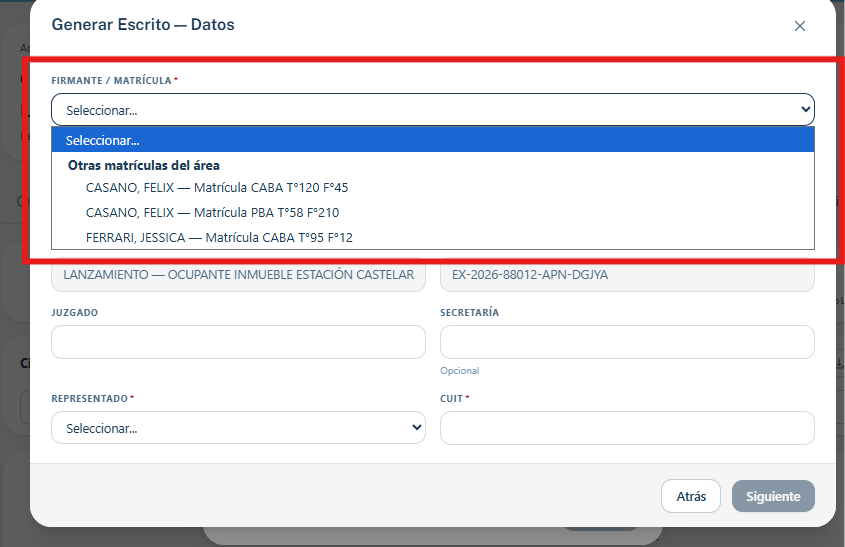 Generar Escrito — Datos
FIRMANTE / MATRÍCULA *
Seleccionar...
Seleccionar...
Otras matrículas del área
CASANO, FELIX — Matrícula CABA T°120 F°45
CASANO, FELIX — Matrícula PBA T°58 F°210
FERRARI, JESSICA — Matrícula CABA T°95 F°12
LANZAMIENTO — OCUPANTE INMUEBLE ESTACIÓN CASTELAR
EX-2026-88012-APN-DGJYA
JUZGADO
SECRETARÍA
Opcional
REPRESENTADO *
CUIT *
Seleccionar...
Atrás
Siguiente